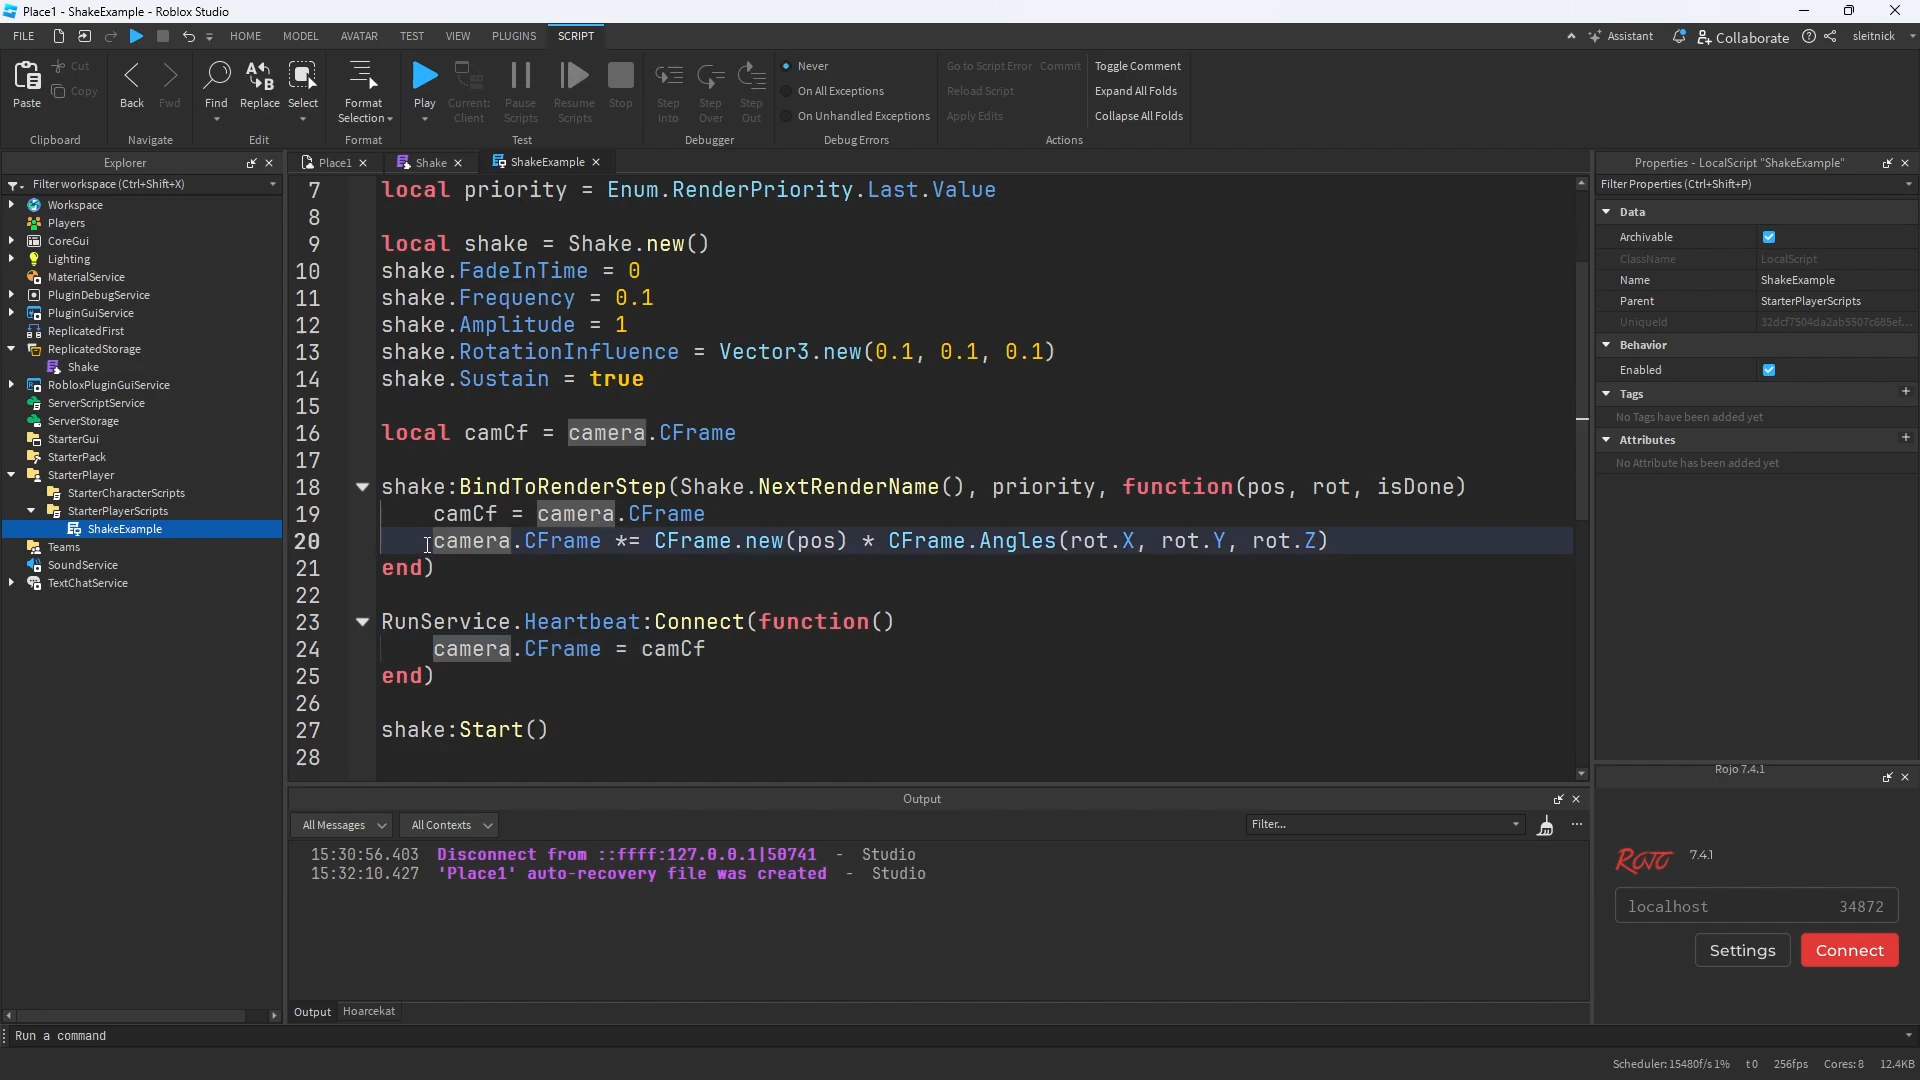 Place1 - ShakeExample - Roblox Studio
FILE HOME MODEL AVATAR TEST VIEW PLUGINS SCRIPT Assistant Collaborate sleitnick
Paste Cut Copy Back Fwd Find Replace Select Format Selection Play Current: Client Pause Scripts Resume Scripts Stop Step Into Step Over Step Out
Never
On All Exceptions
On Unhandled Exceptions
Go to Script Error Commit
Reload Script
Apply Edits
Toggle Comment
Expand All Folds
Collapse All Folds
Clipboard Navigate Edit Format Test Debugger Debug Errors Actions
Explorer
Filter workspace (Ctrl+Shift+X)
Workspace
Players
CoreGui
Lighting
MaterialService
PluginDebugService
PluginGuiService
ReplicatedFirst
ReplicatedStorage
Shake
RobloxPluginGuiService
ServerScriptService
ServerStorage
StarterGui
StarterPack
StarterPlayer
StarterCharacterScripts
StarterPlayerScripts
ShakeExample
Teams
SoundService
TextChatService
Place1 Shake ShakeExample
7 local priority = Enum.RenderPriority.Last.Value
8
9 local shake = Shake.new()
10 shake.FadeInTime = 0
11 shake.Frequency = 0.1
12 shake.Amplitude = 1
13 shake.RotationInfluence = Vector3.new(0.1, 0.1, 0.1)
14 shake.Sustain = true
15
16 local camCf = camera.CFrame
17
18 shake:BindToRenderStep(Shake.NextRenderName(), priority, function(pos, rot, isDone)
19 camCf = camera.CFrame
20 camera.CFrame *= CFrame.new(pos) * CFrame.Angles(rot.X, rot.Y, rot.Z)
21 end)
22
23 RunService.Heartbeat:Connect(function()
24 camera.CFrame = camCf
25 end)
26
27 shake:Start()
28
Output
All Messages All Contexts Filter...
15:30:56.403 Disconnect from ::ffff:127.0.0.1|50741 - Studio
15:32:10.427 'Place1' auto-recovery file was created - Studio
Output Hoarcekat
Properties - LocalScript "ShakeExample"
Filter Properties (Ctrl+Shift+P)
Data
Archivable
ClassName LocalScript
Name ShakeExample
Parent StarterPlayerScripts
UniqueId 32dcf7504da2ab5507c685ef...
Behavior
Enabled
Tags +
No Tags have been added yet
Attributes +
No Attribute has been added yet
Rojo 7.4.1
ROJO 7.4.1
localhost 34872
Settings Connect
Run a command
Scheduler: 15480f/s 1% t0 256fps Cores: 8 12.4KB